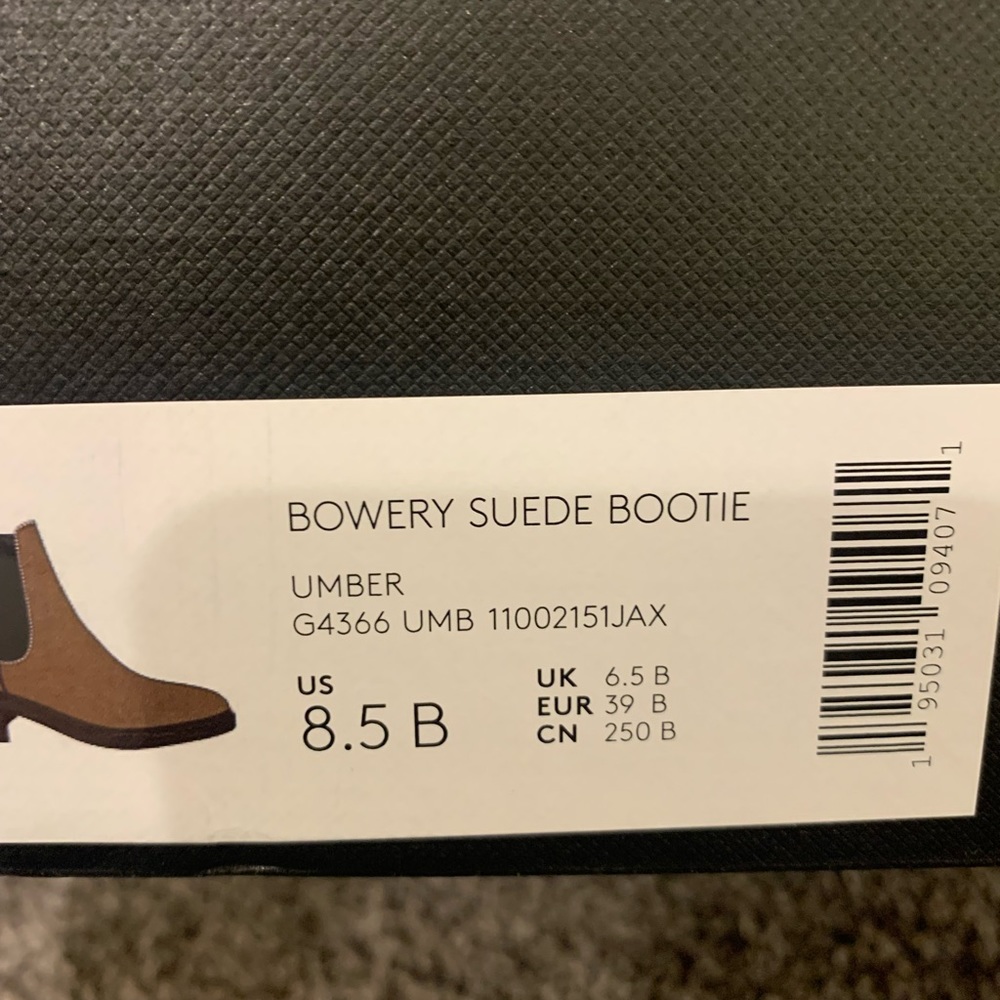 BOWERY SUEDE BOOTIE
UMBER
G4366 UMB 11002151JAX
US
8.5 B
UK 6.5 B
EUR 39 B
CN 250 B
1 95031 09407 1